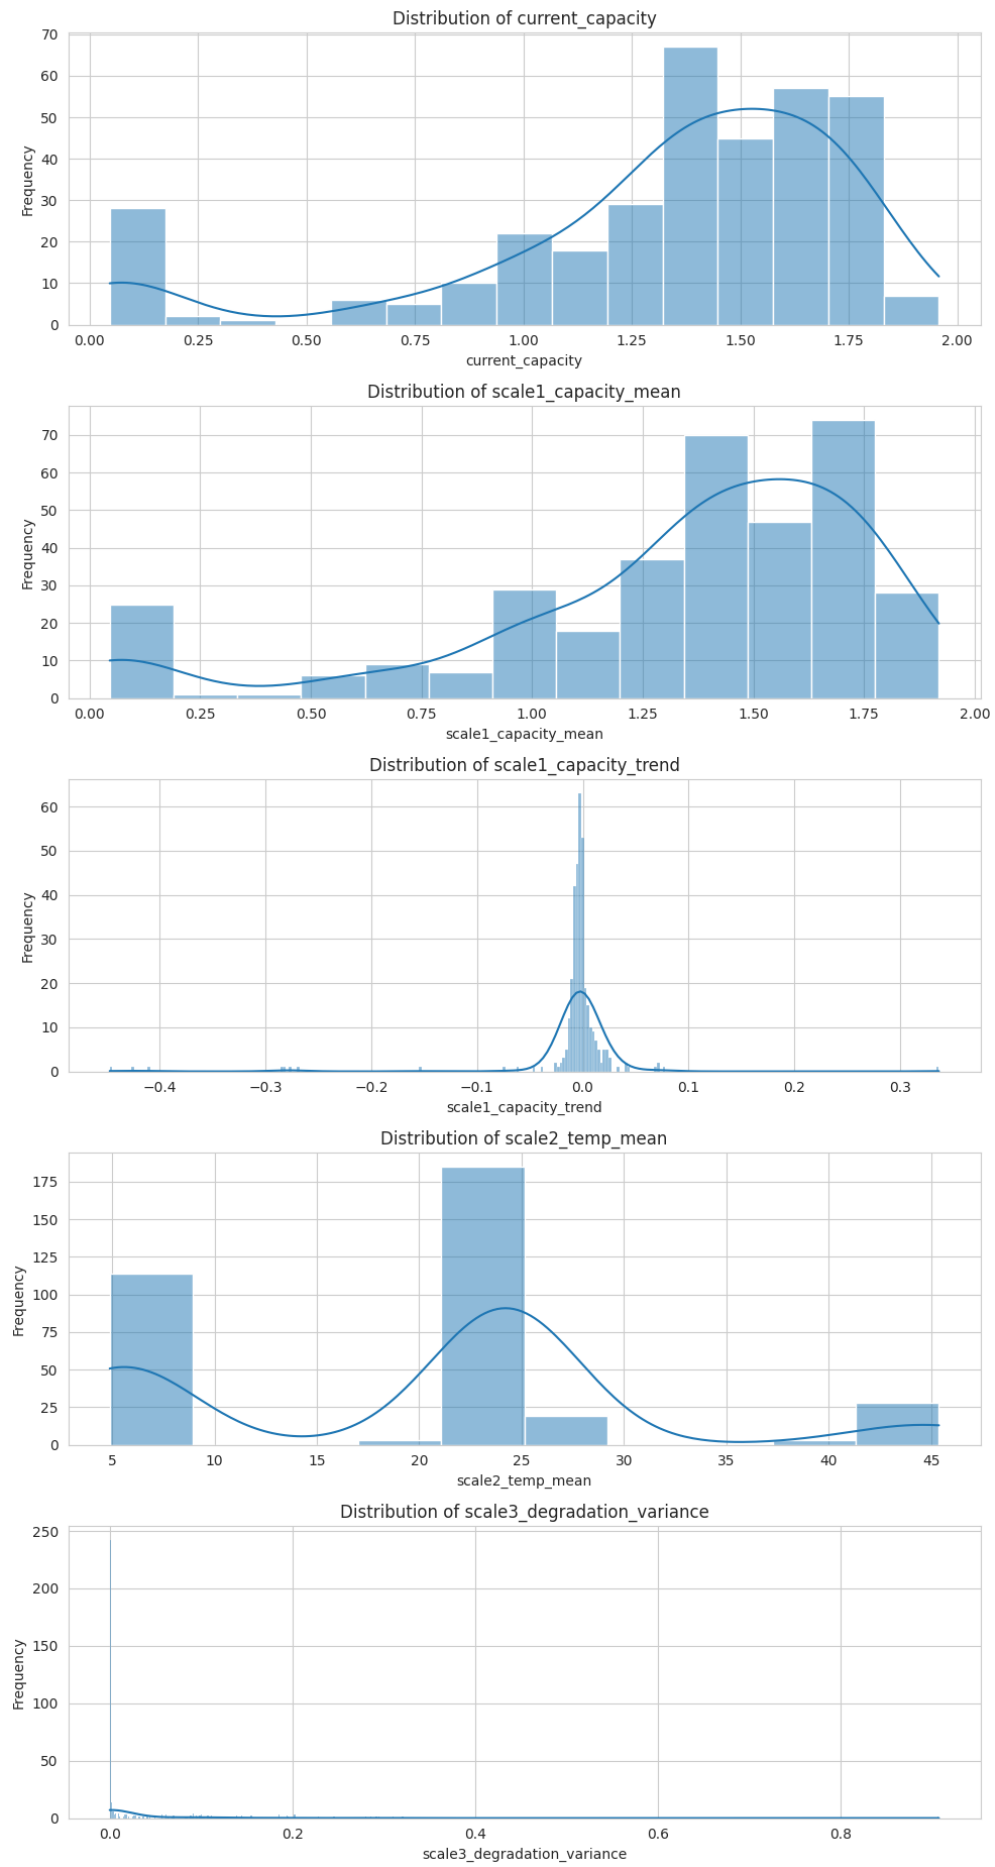 Distribution of current_capacity
70
60
50
40
30
20
10
0
Frequency
0.00 0.25 0.50 0.75 1.00 1.25 1.50 1.75 2.00
current_capacity
Distribution of scale1_capacity_mean
70
60
50
40
30
20
10
0
Frequency
0.00 0.25 0.50 0.75 1.00 1.25 1.50 1.75 2.00
scale1_capacity_mean
Distribution of scale1_capacity_trend
60
50
40
30
20
10
0
Frequency
−0.4 −0.3 −0.2 −0.1 0.0 0.1 0.2 0.3
scale1_capacity_trend
Distribution of scale2_temp_mean
175
150
125
100
75
50
25
0
Frequency
5 10 15 20 25 30 35 40 45
scale2_temp_mean
Distribution of scale3_degradation_variance
250
200
150
100
50
0
Frequency
0.0 0.2 0.4 0.6 0.8
scale3_degradation_variance